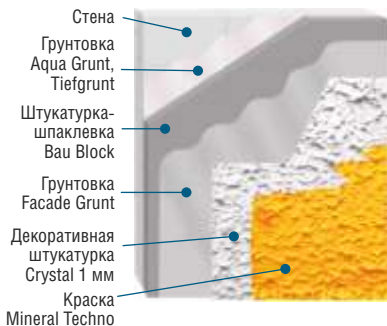 Стена
Грунтовка
Aqua Grunt,
Tiefgrunt
Штукатурка-
шпаклевка
Bau Block
Грунтовка
Facade Grunt
Декоративная
штукатурка
Crystal 1 мм
Краска
Mineral Techno